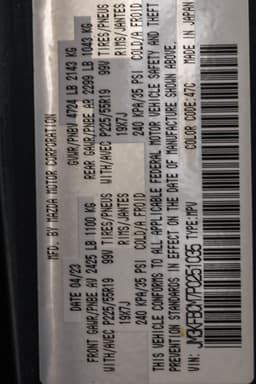 MFD. BY MAZDA MOTOR CORPORATION
DATE 04/23 GVWR/PNBV 4724 LB 2143 KG
FRONT GAWR/PNBE AV 2425 LB 1100 KG REAR GAWR/PNBE AR 2299 LB 1043 KG
WITH/AVEC P225/55R19 99V TIRES/PNEUS WITH/AVEC P225/55R19 99V TIRES/PNEUS
19X7J RIMS/JANTES 19X7J RIMS/JANTES
240 KPA/35 PSI COLD/A FROID 240 KPA/35 PSI COLD/A FROID
THIS VEHICLE CONFORMS TO ALL APPLICABLE FEDERAL MOTOR VEHICLE SAFETY AND THEFT
PREVENTION STANDARDS IN EFFECT ON THE DATE OF MANUFACTURE SHOWN ABOVE.
VIN: TYPE:MPV COLOR CODE:47C MADE IN JAPAN